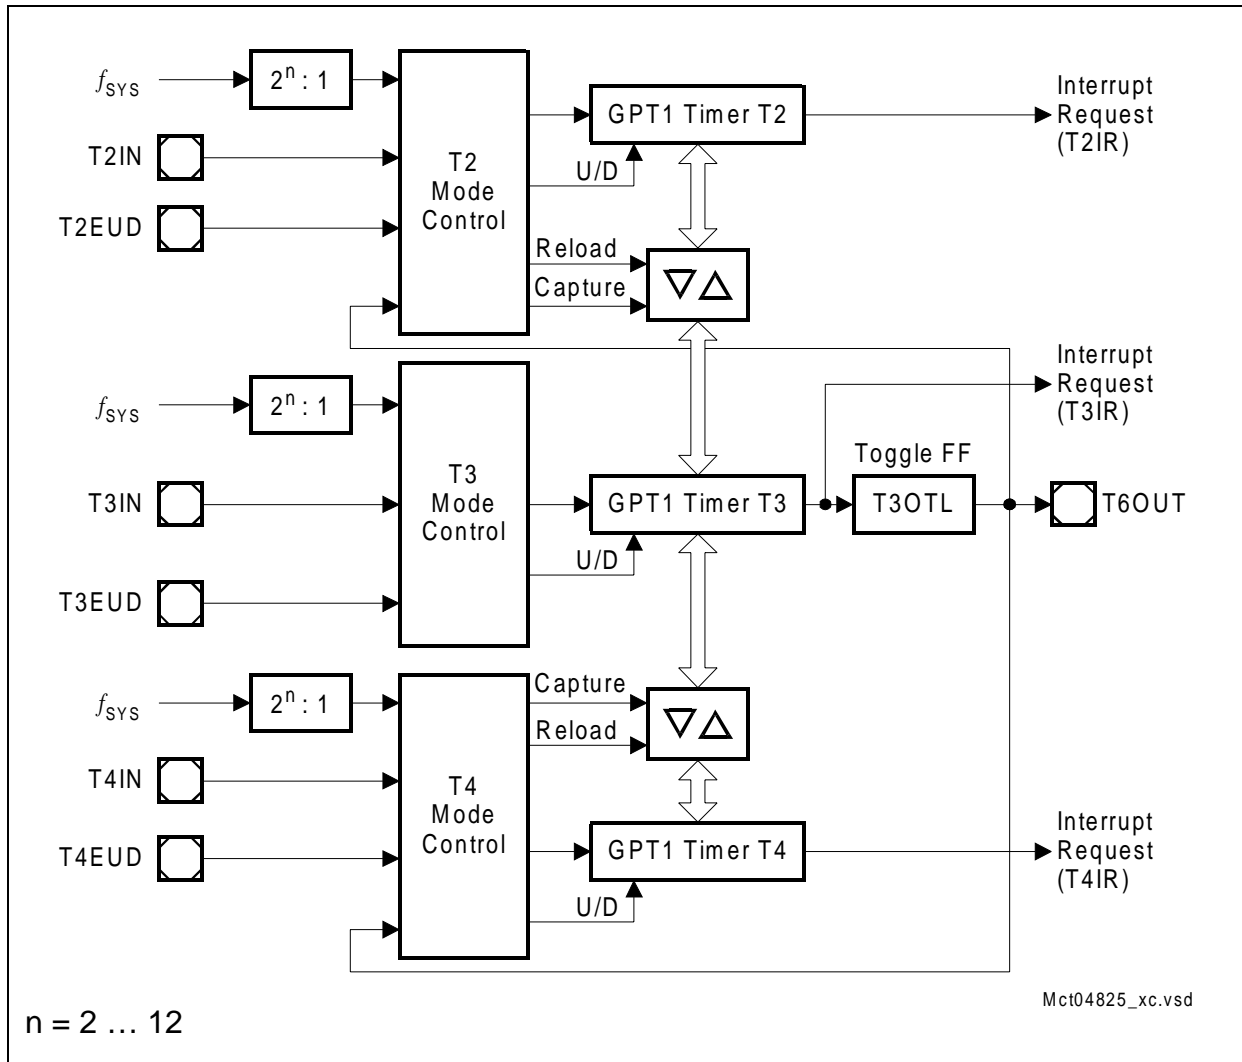 fSYS
2ⁿ : 1
T2IN
T2EUD
T2
Mode
Control
GPT1 Timer T2
U/D
Reload
Capture
Interrupt
Request
(T2IR)
fSYS
2ⁿ : 1
T3IN
T3EUD
T3
Mode
Control
GPT1 Timer T3
U/D
Toggle FF
T3OTL
Interrupt
Request
(T3IR)
T6OUT
fSYS
2ⁿ : 1
T4IN
T4EUD
T4
Mode
Control
Capture
Reload
GPT1 Timer T4
U/D
Interrupt
Request
(T4IR)
Mct04825_xc.vsd
n = 2 … 12